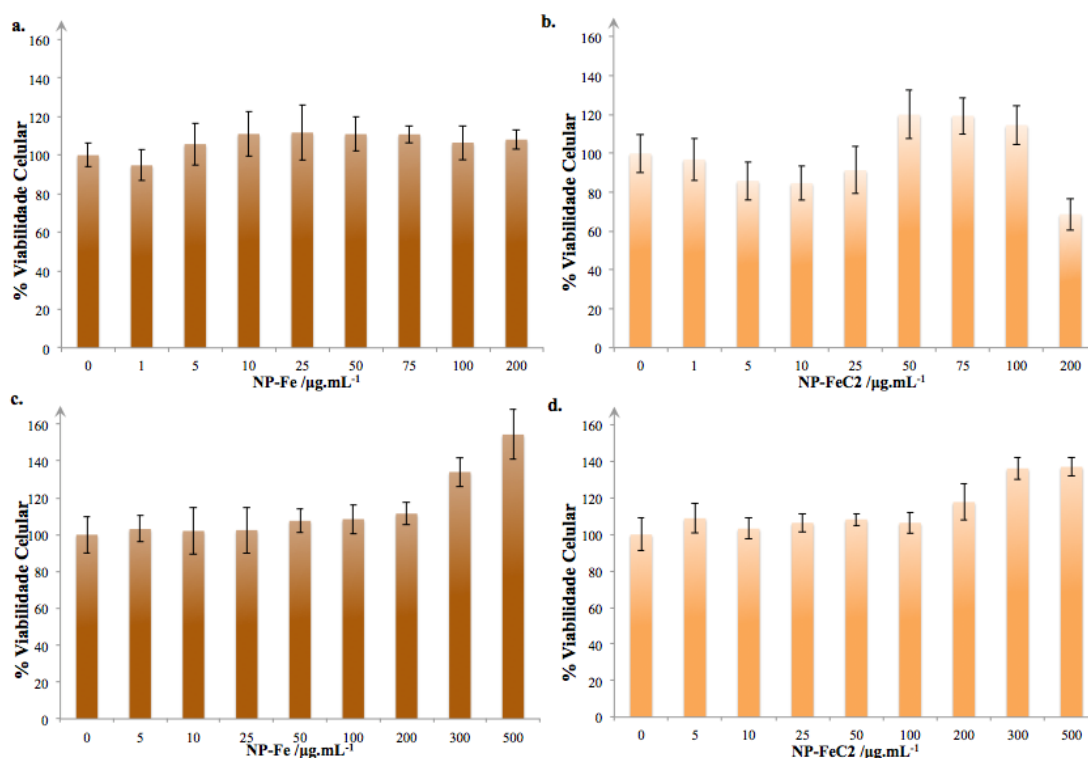 a.
% Viabilidade Celular
160
140
120
100
80
60
40
20
0
0 1 5 10 25 50 75 100 200
NP-Fe /µg.mL⁻¹
b.
% Viabilidade Celular
160
140
120
100
80
60
40
20
0
0 1 5 10 25 50 75 100 200
NP-FeC2/µg.mL⁻¹
c.
% Viabilidade Celular
160
140
120
100
80
60
40
20
0
0 5 10 25 50 100 200 300 500
NP-Fe /µg.mL⁻¹
d.
% Viabilidade Celular
160
140
120
100
80
60
40
20
0
0 5 10 25 50 100 200 300 500
NP-FeC2/µg.mL⁻¹